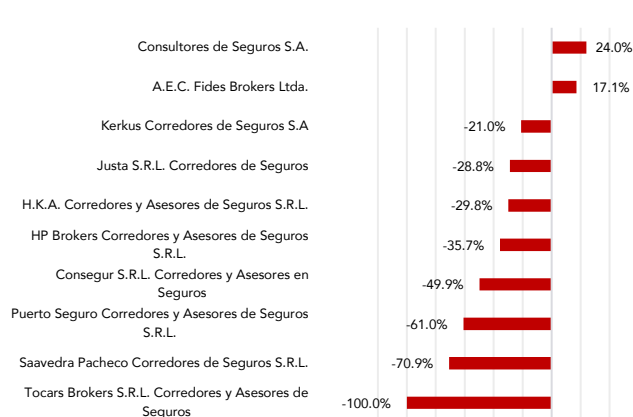 Consultores de Seguros S.A. 24.0%
A.E.C. Fides Brokers Ltda. 17.1%
Kerkus Corredores de Seguros S.A -21.0%
Justa S.R.L. Corredores de Seguros -28.8%
H.K.A. Corredores y Asesores de Seguros S.R.L. -29.8%
HP Brokers Corredores y Asesores de Seguros
S.R.L. -35.7%
Consegur S.R.L. Corredores y Asesores en
Seguros -49.9%
Puerto Seguro Corredores y Asesores de Seguros
S.R.L. -61.0%
Saavedra Pacheco Corredores de Seguros S.R.L. -70.9%
Tocars Brokers S.R.L. Corredores y Asesores de
Seguros -100.0%